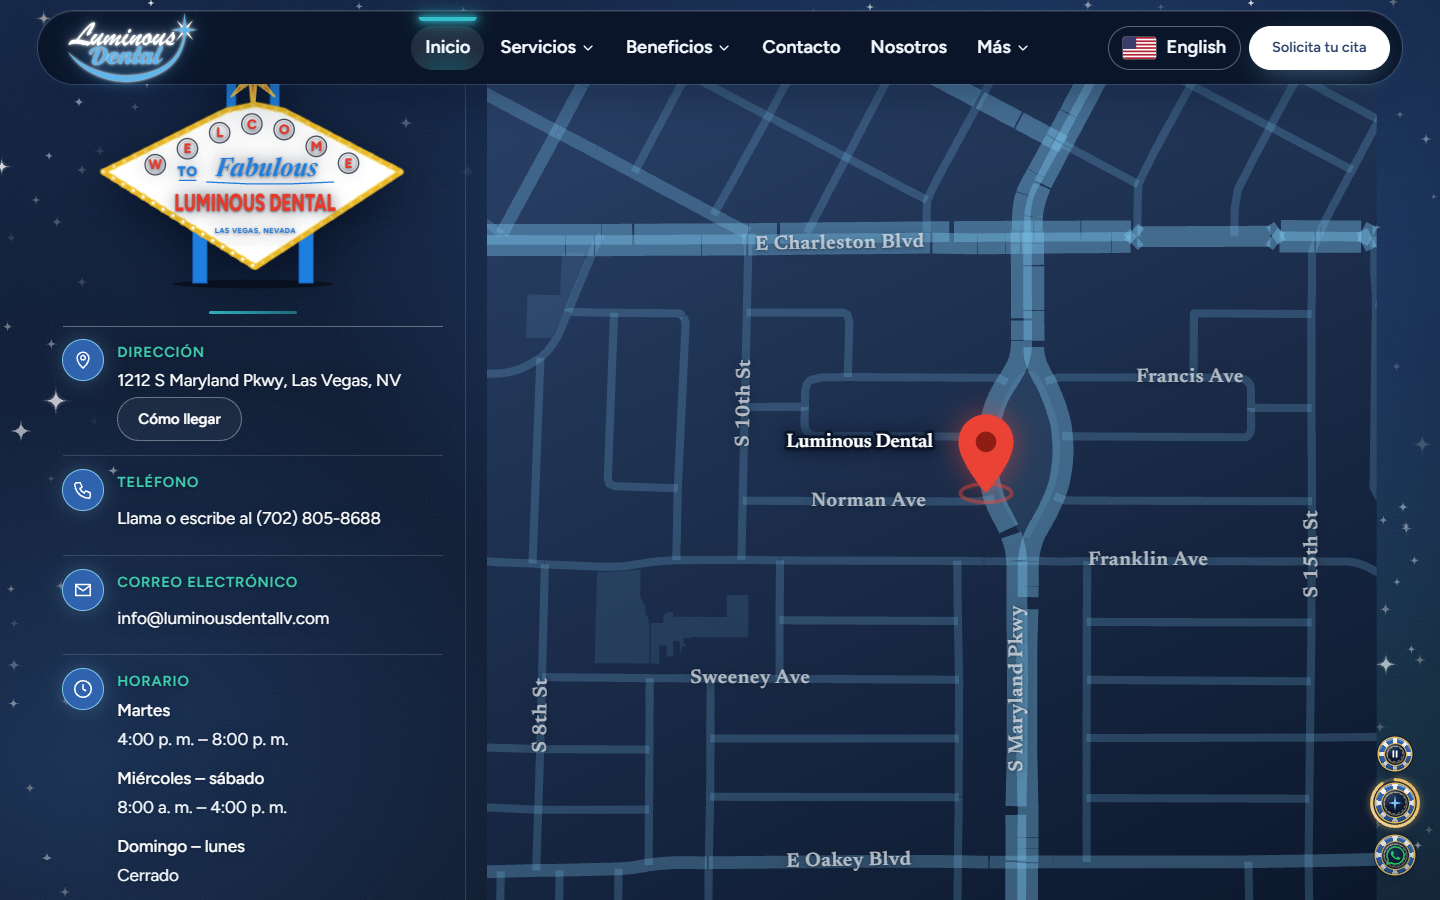 Luminous
Dental
Inicio
Servicios
Beneficios
Contacto
Nosotros
Más
English
Solicita tu cita
WELCOME
TO Fabulous
LUMINOUS DENTAL
LAS VEGAS, NEVADA
DIRECCIÓN
1212 S Maryland Pkwy, Las Vegas, NV
Cómo llegar
TELÉFONO
Llama o escribe al (702) 805-8688
CORREO ELECTRÓNICO
info@luminousdentallv.com
HORARIO
Martes
4:00 p. m. – 8:00 p. m.
Miércoles – sábado
8:00 a. m. – 4:00 p. m.
Domingo – lunes
Cerrado
E Charleston Blvd
S 10th St
Francis Ave
Luminous Dental
Norman Ave
S 15th St
Franklin Ave
S Maryland Pkwy
Sweeney Ave
S 8th St
E Oakey Blvd